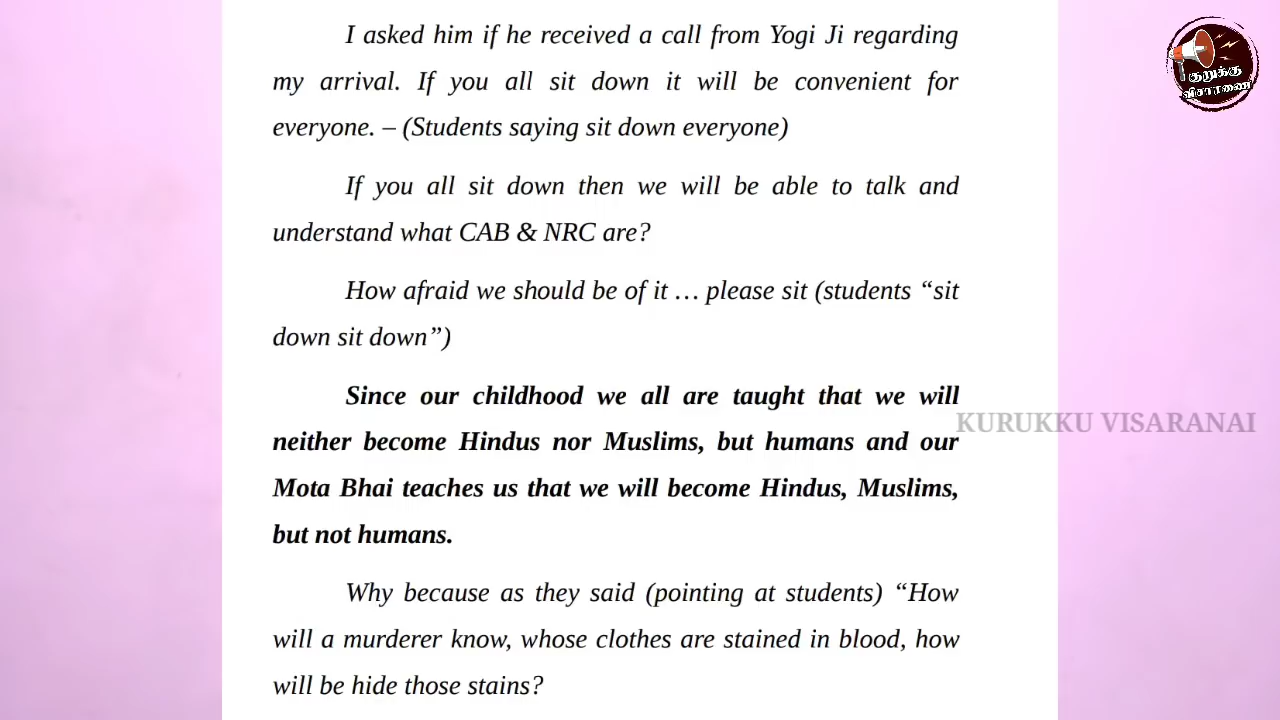 I asked him if he received a call from Yogi Ji regarding
my arrival. If you all sit down it will be convenient for
everyone. – (Students saying sit down everyone)
If you all sit down then we will be able to talk and
understand what CAB & NRC are?
How afraid we should be of it … please sit (students “sit
down sit down”)
Since our childhood we all are taught that we will
neither become Hindus nor Muslims, but humans and our
Mota Bhai teaches us that we will become Hindus, Muslims,
but not humans.
Why because as they said (pointing at students) “How
will a murderer know, whose clothes are stained in blood, how
will be hide those stains?
குறுக்கு
விசாரணை
KURUKKU VISARANAI